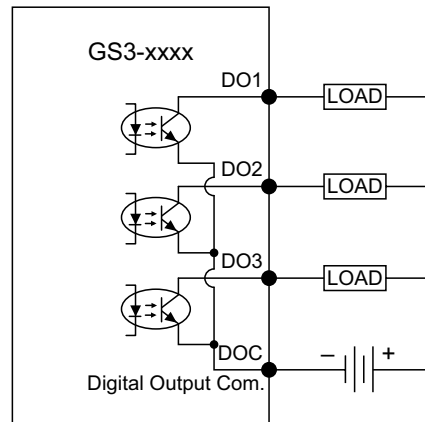 GS3-xxxx
DO1
LOAD
DO2
LOAD
DO3
LOAD
DOC
– +
Digital Output Com.